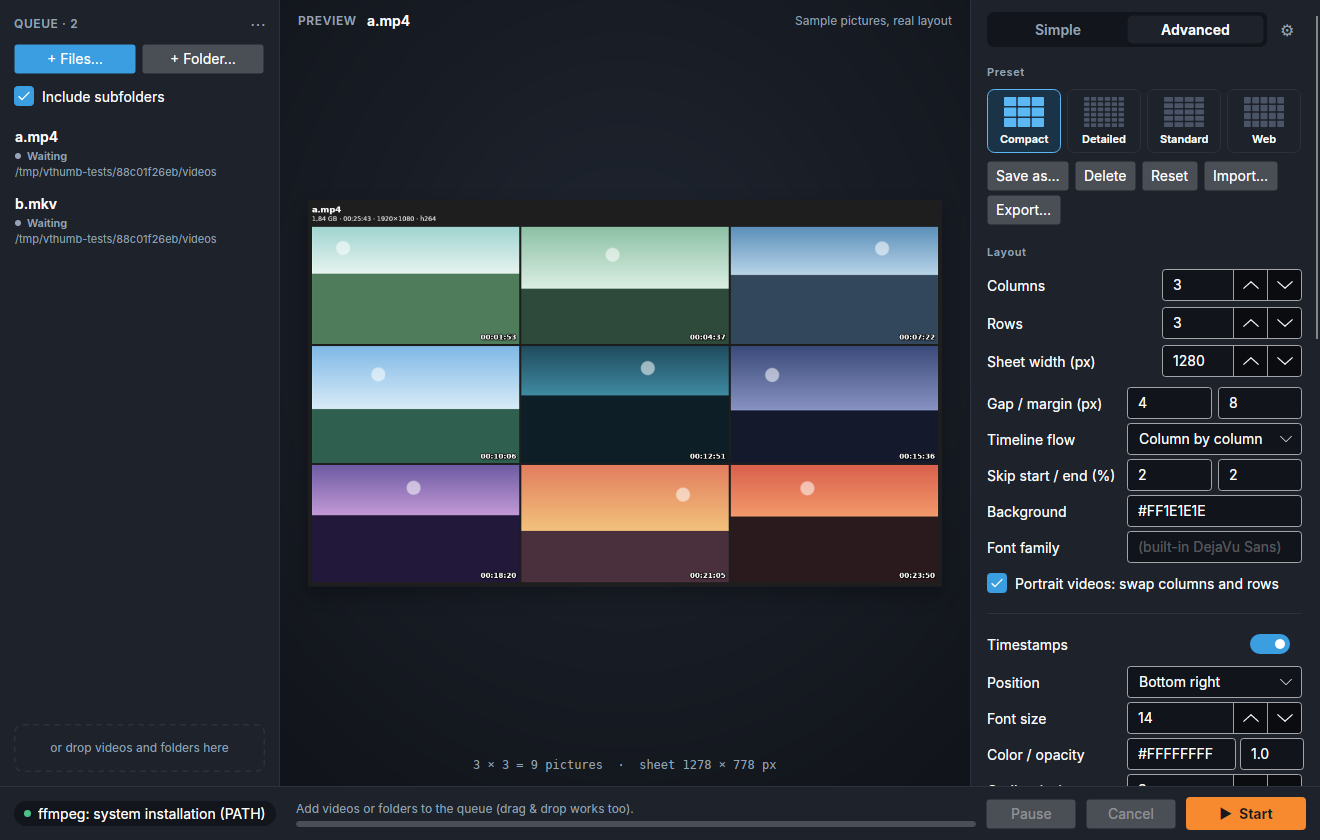 QUEUE · 2
...
+ Files...
+ Folder...
Include subfolders
a.mp4
Waiting
/tmp/vthumb-tests/88c01f26eb/videos
b.mkv
Waiting
/tmp/vthumb-tests/88c01f26eb/videos
or drop videos and folders here
ffmpeg: system installation (PATH)
PREVIEW a.mp4
Sample pictures, real layout
a.mp4
1,84 GB · 00:25:43 · 1920×1080 · h264
00:01:53
00:04:37
00:07:22
00:10:06
00:12:51
00:15:36
00:18:20
00:21:05
00:23:50
3 × 3 = 9 pictures · sheet 1278 × 778 px
Add videos or folders to the queue (drag & drop works too).
Simple
Advanced
Preset
Compact
Detailed
Standard
Web
Save as...
Delete
Reset
Import...
Export...
Layout
Columns 3
Rows 3
Sheet width (px) 1280
Gap / margin (px) 4 8
Timeline flow Column by column
Skip start / end (%) 2 2
Background #FF1E1E1E
Font family (built-in DejaVu Sans)
Portrait videos: swap columns and rows
Timestamps
Position Bottom right
Font size 14
Color / opacity #FFFFFFFF 1.0
Pause
Cancel
Start